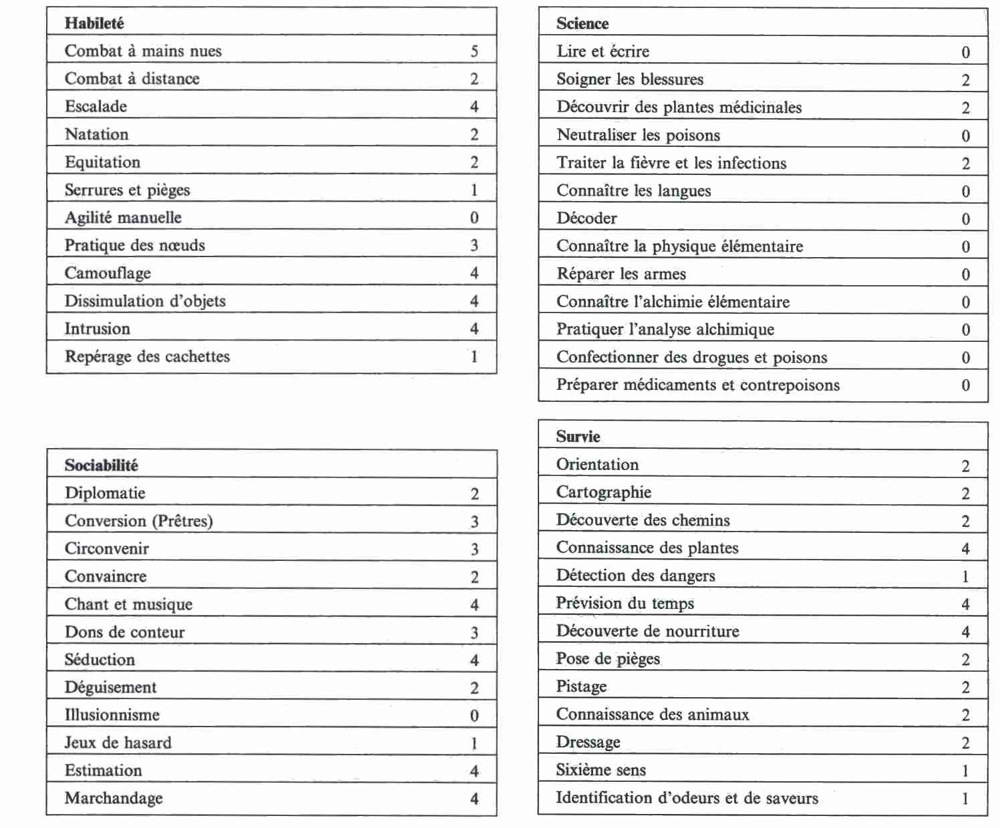 Habileté
Combat à mains nues 5
Combat à distance 2
Escalade 4
Natation 2
Equitation 2
Serrures et pièges 1
Agilité manuelle 0
Pratique des nœuds 3
Camouflage 4
Dissimulation d'objets 4
Intrusion 4
Repérage des cachettes 1
Sociabilité
Diplomatie 2
Conversion (Prêtres) 3
Circonvenir 3
Convaincre 2
Chant et musique 4
Dons de conteur 3
Séduction 4
Déguisement 2
Illusionnisme 0
Jeux de hasard 1
Estimation 4
Marchandage 4
Science
Lire et écrire 0
Soigner les blessures 2
Découvrir des plantes médicinales 2
Neutraliser les poisons 0
Traiter la fièvre et les infections 2
Connaître les langues 0
Décoder 0
Connaître la physique élémentaire 0
Réparer les armes 0
Connaître l'alchimie élémentaire 0
Pratiquer l'analyse alchimique 0
Confectionner des drogues et poisons 0
Préparer médicaments et contrepoisons 0
Survie
Orientation 2
Cartographie 2
Découverte des chemins 2
Connaissance des plantes 4
Détection des dangers 1
Prévision du temps 4
Découverte de nourriture 4
Pose de pièges 2
Pistage 2
Connaissance des animaux 2
Dressage 2
Sixième sens 1
Identification d'odeurs et de saveurs 1